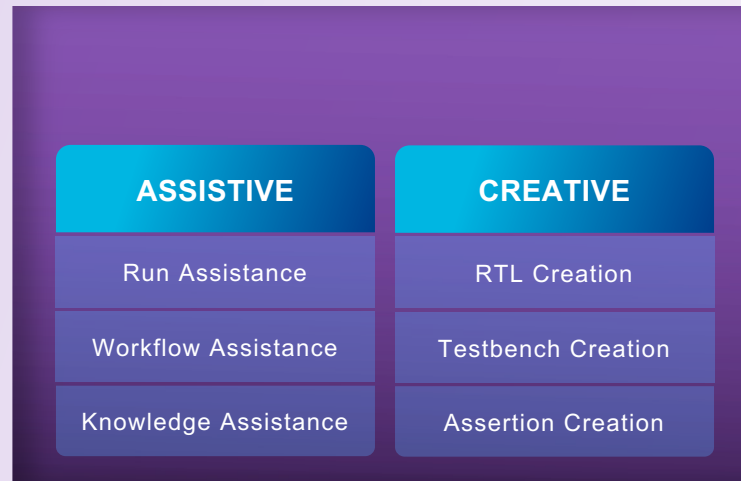 ASSISTIVE
Run Assistance
Workflow Assistance
Knowledge Assistance
CREATIVE
RTL Creation
Testbench Creation
Assertion Creation